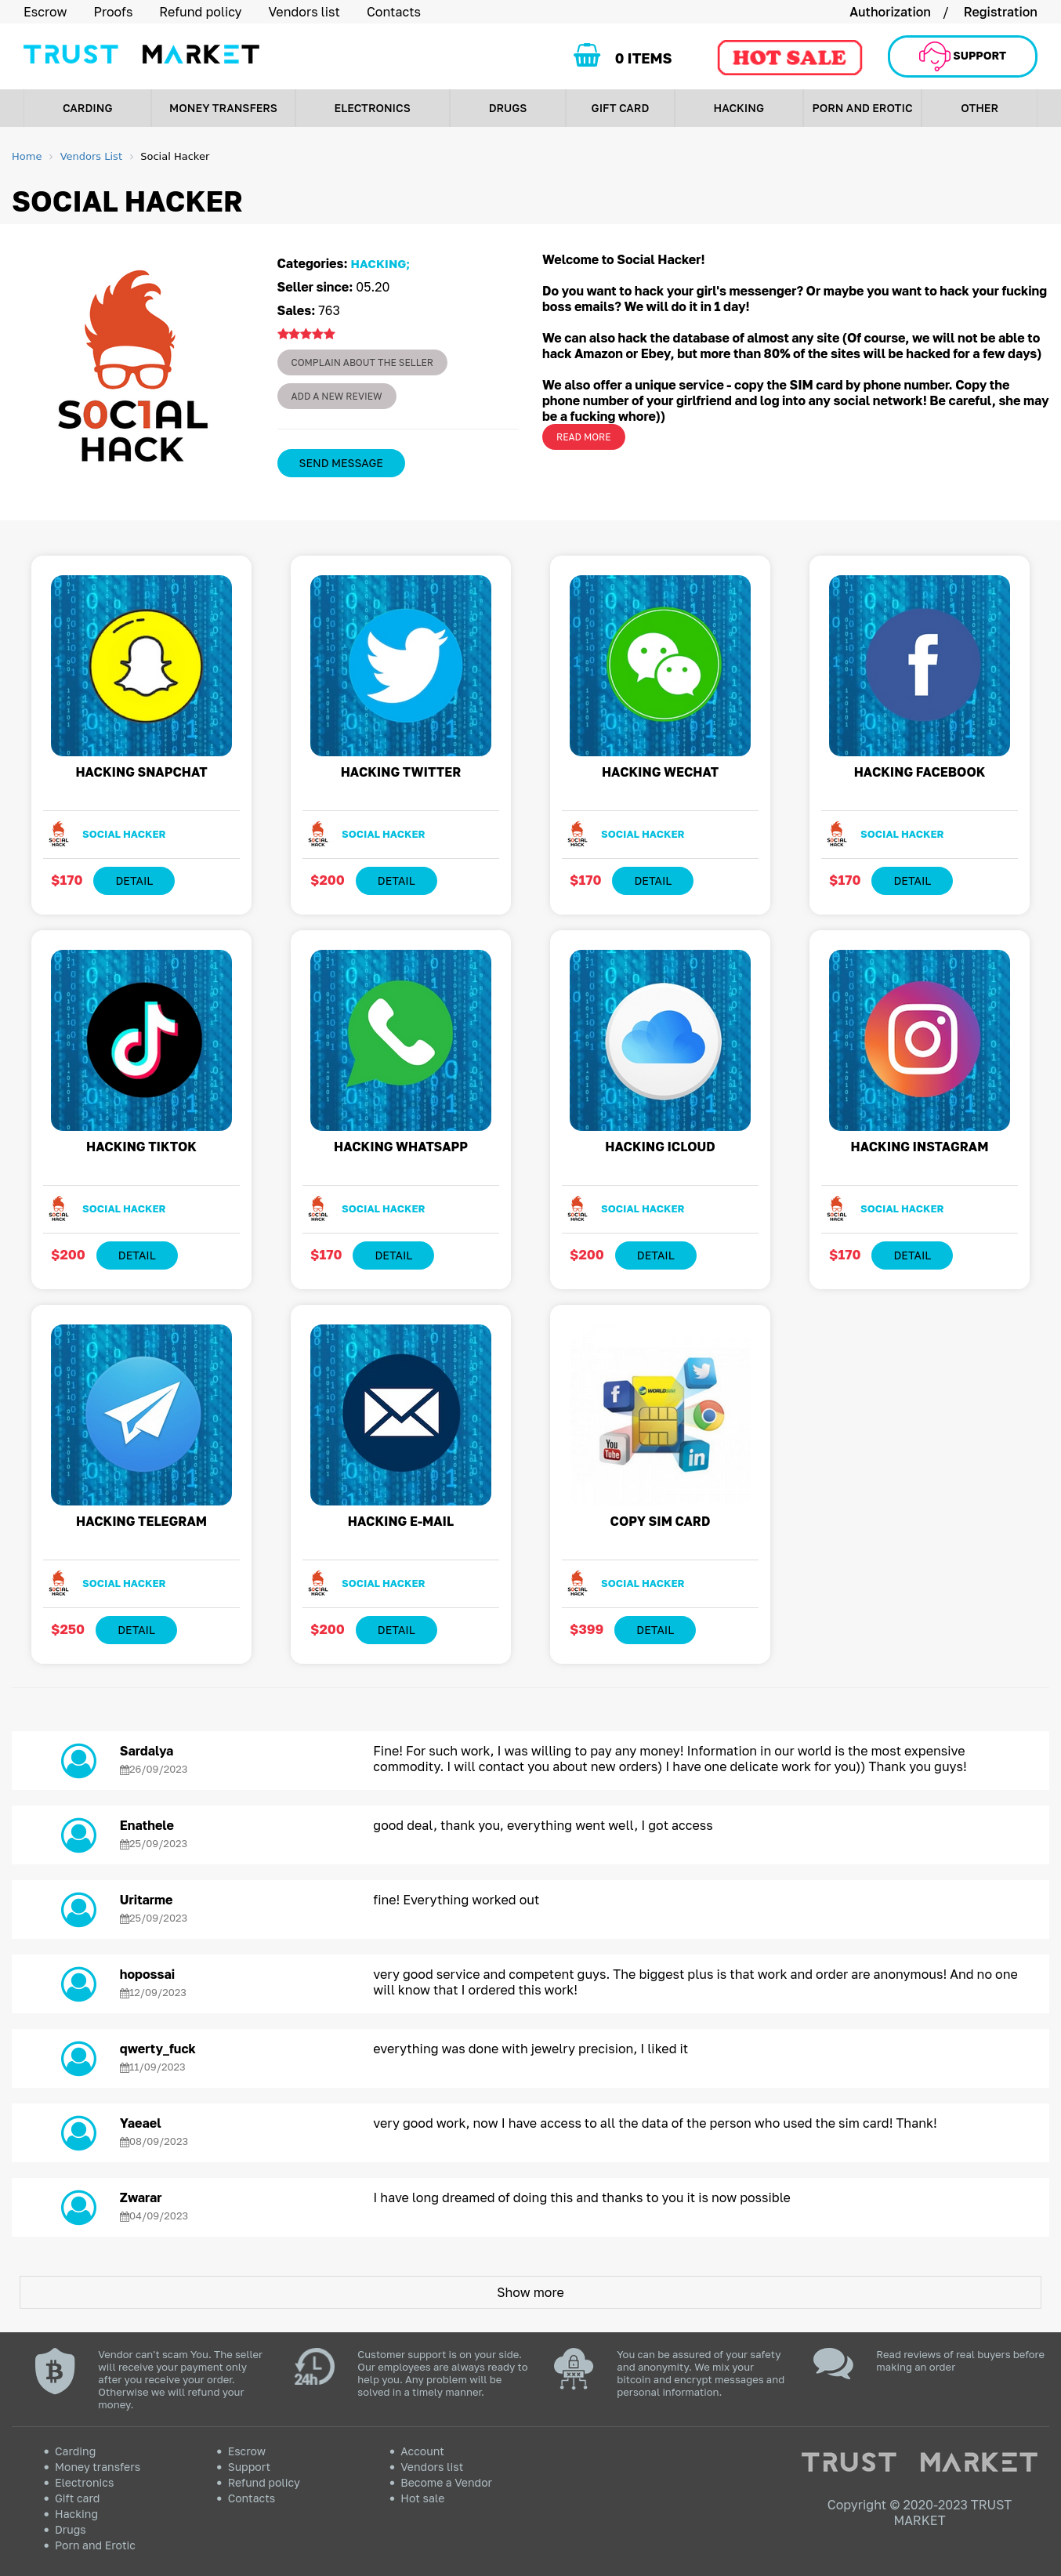 Escrow Proofs Refund policy Vendors list Contacts Authorization / Registration
TRUST MARKET 0 ITEMS HOT SALE SUPPORT
CARDING MONEY TRANSFERS ELECTRONICS DRUGS GIFT CARD HACKING PORN AND EROTIC OTHER
Home › Vendors List › Social Hacker
SOCIAL HACKER
SOC1AL
HACK
Categories: HACKING;
Seller since: 05.20
Sales: 763
COMPLAIN ABOUT THE SELLER
ADD A NEW REVIEW
SEND MESSAGE
Welcome to Social Hacker!
Do you want to hack your girl's messenger? Or maybe you want to hack your fucking
boss emails? We will do it in 1 day!
We can also hack the database of almost any site (Of course, we will not be able to
hack Amazon or Ebey, but more than 80% of the sites will be hacked for a few days)
We also offer a unique service - copy the SIM card by phone number. Copy the
phone number of your girlfriend and log into any social network! Be careful, she may
be a fucking whore))
READ MORE
HACKING SNAPCHAT HACKING TWITTER HACKING WECHAT HACKING FACEBOOK
SOCIAL HACKER SOCIAL HACKER SOCIAL HACKER SOCIAL HACKER
$170 DETAIL $200 DETAIL $170 DETAIL $170 DETAIL
HACKING TIKTOK HACKING WHATSAPP HACKING ICLOUD HACKING INSTAGRAM
SOCIAL HACKER SOCIAL HACKER SOCIAL HACKER SOCIAL HACKER
$200 DETAIL $170 DETAIL $200 DETAIL $170 DETAIL
WORLDSIM
You
Tube
in
HACKING TELEGRAM HACKING E-MAIL COPY SIM CARD
SOCIAL HACKER SOCIAL HACKER SOCIAL HACKER
$250 DETAIL $200 DETAIL $399 DETAIL
Sardalya
26/09/2023
Fine! For such work, I was willing to pay any money! Information in our world is the most expensive
commodity. I will contact you about new orders) I have one delicate work for you)) Thank you guys!
Enathele
25/09/2023
good deal, thank you, everything went well, I got access
Uritarme
25/09/2023
fine! Everything worked out
hopossai
12/09/2023
very good service and competent guys. The biggest plus is that work and order are anonymous! And no one
will know that I ordered this work!
qwerty_fuck
11/09/2023
everything was done with jewelry precision, I liked it
Yaeael
08/09/2023
very good work, now I have access to all the data of the person who used the sim card! Thank!
Zwarar
04/09/2023
I have long dreamed of doing this and thanks to you it is now possible
Show more
Vendor can't scam You. The seller
will receive your payment only
after you receive your order.
Otherwise we will refund your
money.
24h
Customer support is on your side.
Our employees are always ready to
help you. Any problem will be
solved in a timely manner.
You can be assured of your safety
and anonymity. We mix your
bitcoin and encrypt messages and
personal information.
Read reviews of real buyers before
making an order
Carding
Money transfers
Electronics
Gift card
Hacking
Drugs
Porn and Erotic
Escrow
Support
Refund policy
Contacts
Account
Vendors list
Become a Vendor
Hot sale
TRUST MARKET
Copyright © 2020-2023 TRUST
MARKET